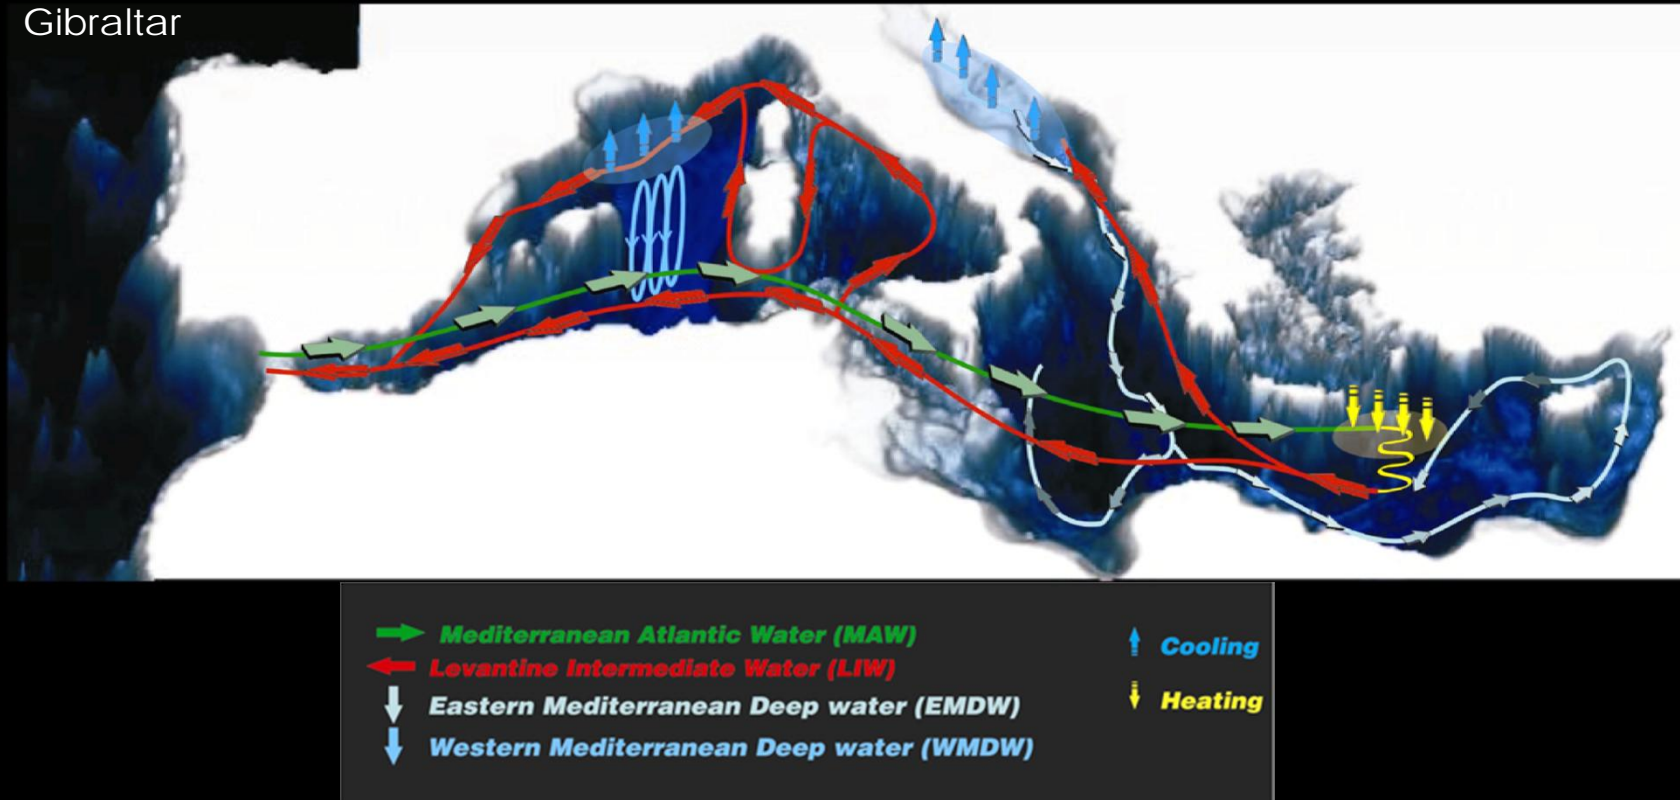 Gibraltar
Mediterranean Atlantic Water (MAW)
Levantine Intermediate Water (LIW)
Eastern Mediterranean Deep water (EMDW)
Western Mediterranean Deep water (WMDW)
Cooling
Heating